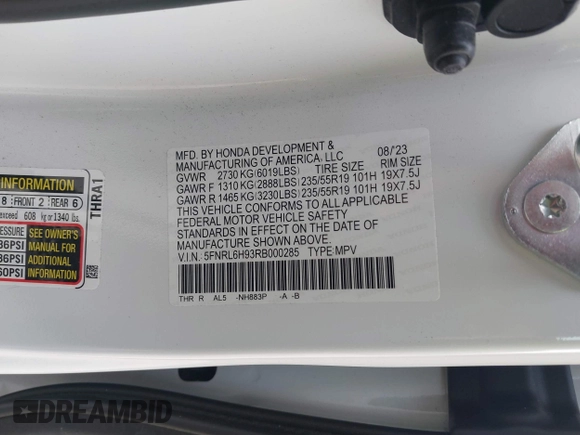 MFD. BY HONDA DEVELOPMENT & 08/'23
MANUFACTURING OF AMERICA, LLC
GVWR 2730 KG(6019LBS) TIRE SIZE RIM SIZE
GAWR F 1310 KG(2888LBS) 235/55R19 101H 19X7.5J
GAWR R 1465 KG(3230LBS) 235/55R19 101H 19X7.5J
THIS VEHICLE CONFORMS TO ALL APPLICABLE
FEDERAL MOTOR VEHICLE SAFETY
STANDARDS IN EFFECT ON THE DATE OF
MANUFACTURE SHOWN ABOVE.
V.I.N.: 5FNRL6H93RB000285 TYPE:MPV
THR R AL5 -NH883P -A -B
INFORMATION
8 FRONT 2 REAR 6
exceed 608 kg or 1340 lbs.
SEE OWNER'S
MANUAL FOR
ADDITIONAL
INFORMATION
36PSI
36PSI
60PSI
THRA1
DREAMBID